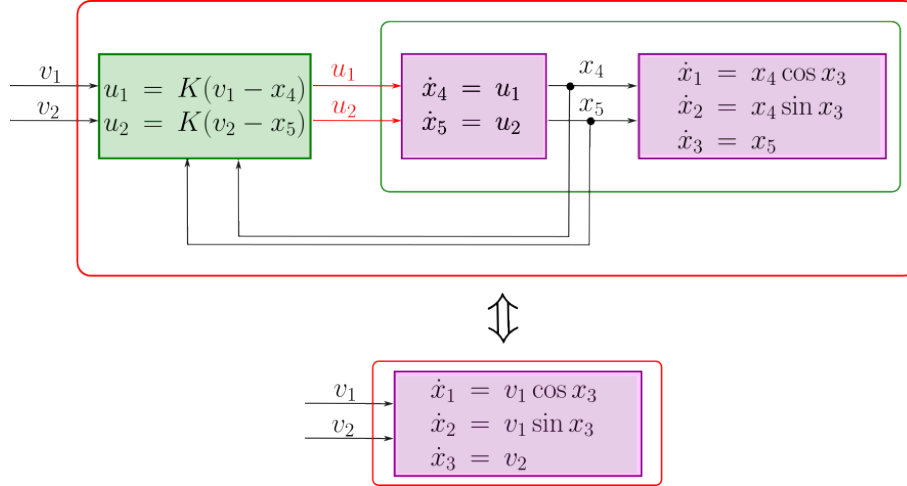 v₁
v₂
u₁ = K(v₁ − x₄)
u₂ = K(v₂ − x₅)
u₁
u₂
ẋ₄ = u₁
ẋ₅ = u₂
x₄
x₅
ẋ₁ = x₄ cos x₃
ẋ₂ = x₄ sin x₃
ẋ₃ = x₅
v₁
v₂
ẋ₁ = v₁ cos x₃
ẋ₂ = v₁ sin x₃
ẋ₃ = v₂